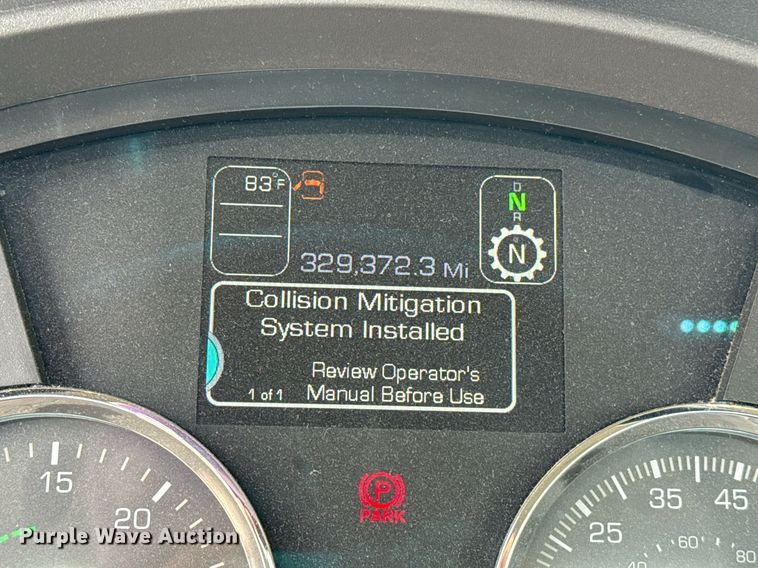 83°F
D
N
R
N
329,372.3 Mi
Collision Mitigation
System Installed
Review Operator's
1 of 1 Manual Before Use
P
PARK
15
20
25
35
45
40
60
80
Purple Wave Auction